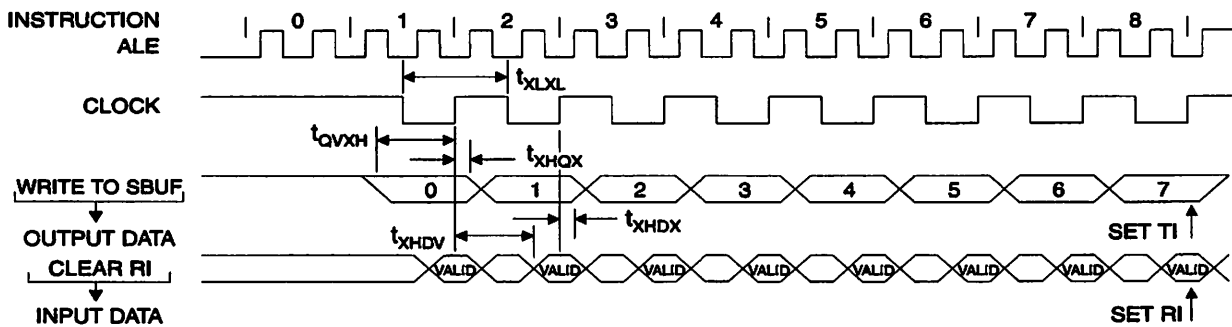 INSTRUCTION 0 1 2 3 4 5 6 7 8
ALE
tXLXL
CLOCK
tQVXH
tXHQX
WRITE TO SBUF 0 1 2 3 4 5 6 7
tXHDX
OUTPUT DATA tXHDV SET TI
CLEAR RI VALID VALID VALID VALID VALID VALID VALID VALID
INPUT DATA SET RI